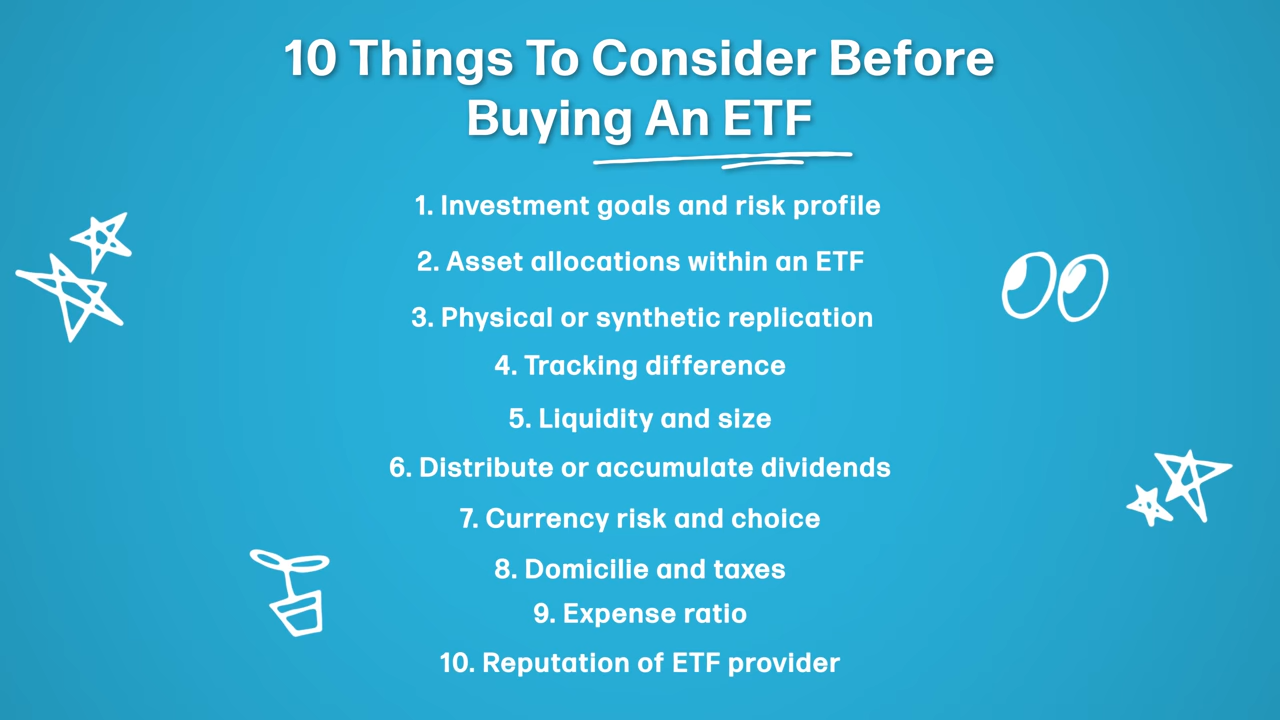 10 Things To Consider Before
Buying An ETF
1. Investment goals and risk profile
2. Asset allocations within an ETF
3. Physical or synthetic replication
4. Tracking difference
5. Liquidity and size
6. Distribute or accumulate dividends
7. Currency risk and choice
8. Domicilie and taxes
9. Expense ratio
10. Reputation of ETF provider